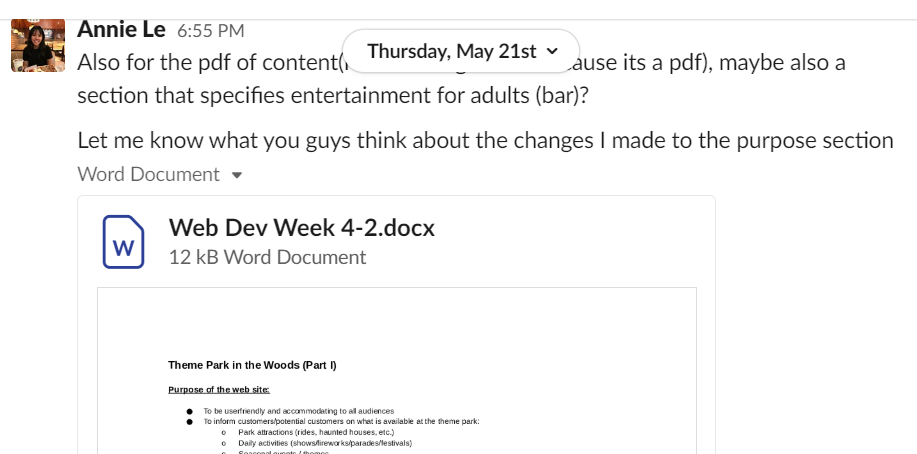 Annie Le 6:55 PM
Thursday, May 21st
Also for the pdf of content( its a pdf), maybe also a
section that specifies entertainment for adults (bar)?
Let me know what you guys think about the changes I made to the purpose section
Word Document
W
Web Dev Week 4-2.docx
12 kB Word Document
Theme Park in the Woods (Part I)
Purpose of the web site:
● To be userfriendly and accommodating to all audiences
● To inform customers/potential customers on what is available at the theme park:
o Park attractions (rides, haunted houses, etc.)
o Daily activities (shows/fireworks/parades/festivals)